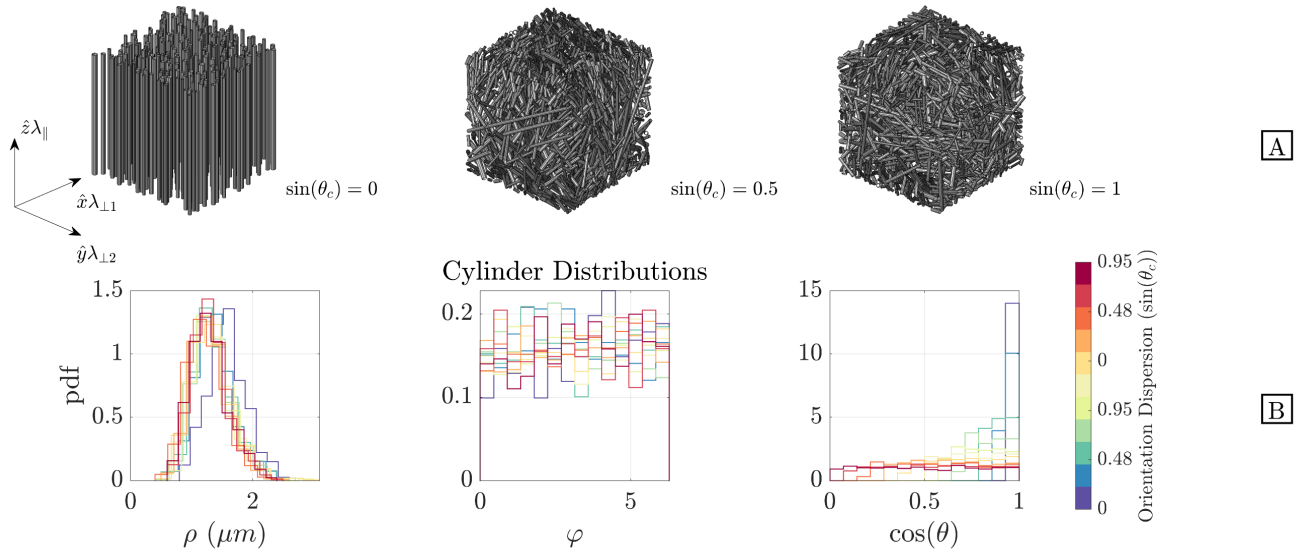 ẑλ∥
x̂λ⊥1
ŷλ⊥2
sin(θc) = 0
sin(θc) = 0.5
sin(θc) = 1
A
Cylinder Distributions
pdf
1.5
1
0.5
0
0
2
ρ (μm)
0.2
0.1
0
0
5
φ
15
10
5
0
0
0.5
1
cos(θ)
0.95
0.48
0
0.95
0.48
0
Orientation Dispersion (sin(θc))
B